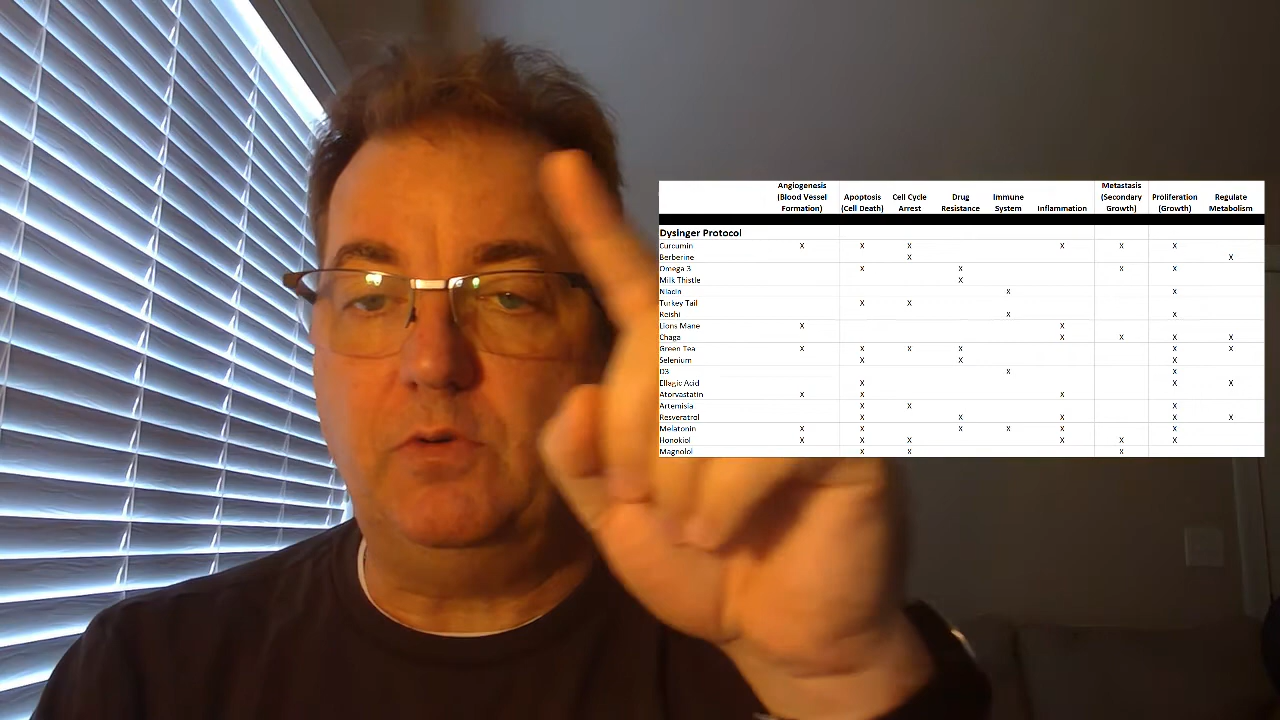 Angiogenesis (Blood Vessel Formation) Apoptosis (Cell Death) Cell Cycle Arrest Drug Resistance Immune System Inflammation Metastasis (Secondary Growth) Proliferation (Growth) Regulate Metabolism
Dysinger Protocol
Curcumin X X X X X X
Berberine X X
Omega 3 X X X X
Milk Thistle X
Niacin X X
Turkey Tail X X
Reishi X X
Lions Mane X X
Chaga X X X X
Green Tea X X X X X X
Selenium X X X
D3 X X
Ellagic Acid X X X
Atorvastatin X X X
Artemisia X X X
Resveratrol X X X X X
Melatonin X X X X X X
Honokiol X X X X X X
Magnolol X X X